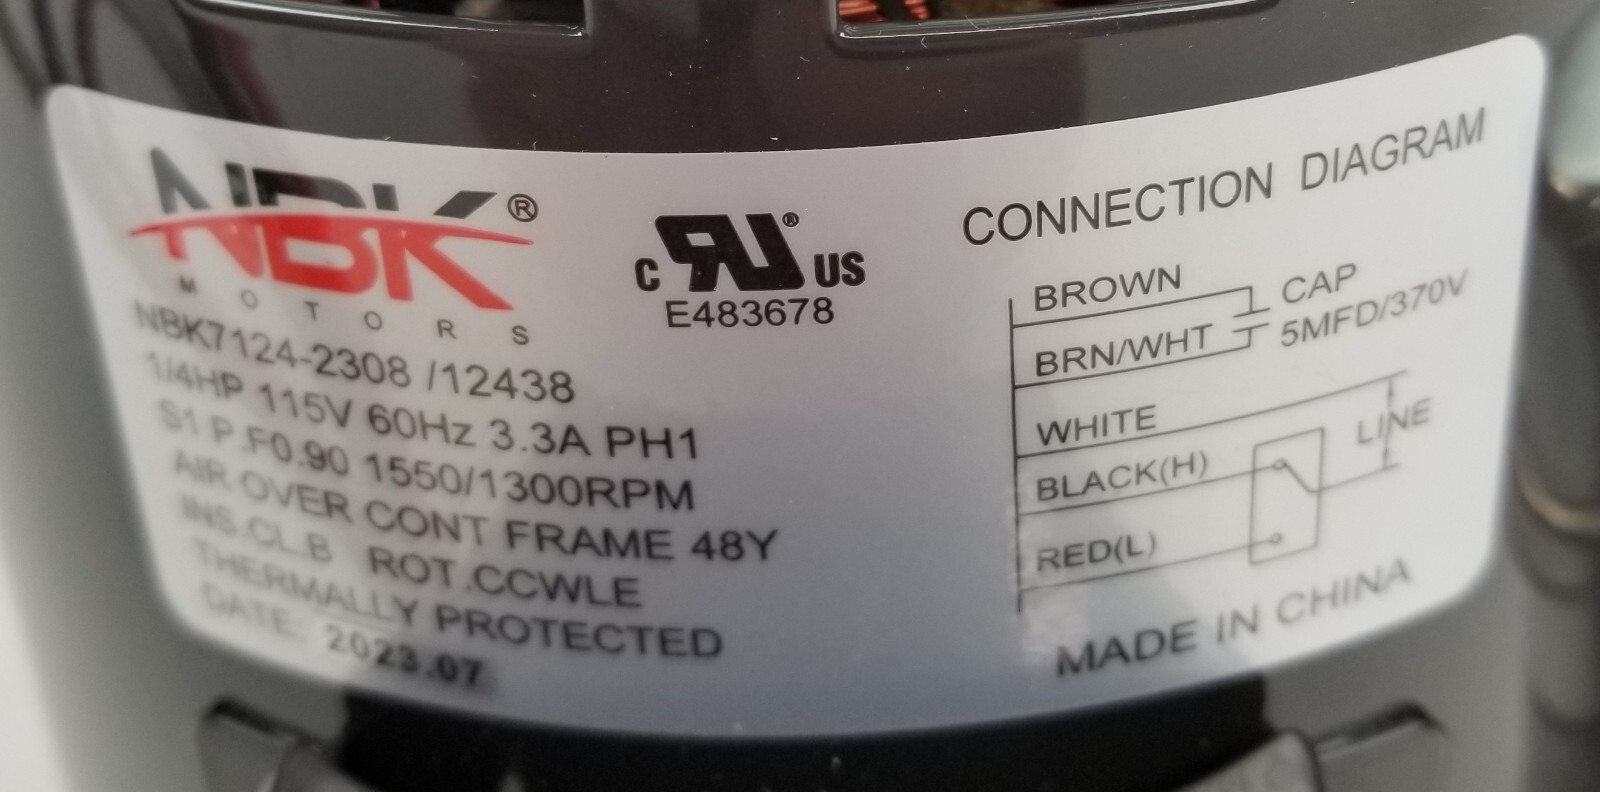 NBK®
MOTORS
NBK7124-2308 /12438
1/4HP 115V 60Hz 3.3A PH1
S1 P.F0.90 1550/1300RPM
AIR OVER CONT FRAME 48Y
INS.CL.B ROT.CCWLE
THERMALLY PROTECTED
DATE: 2023.07
C RU® US
E483678
CONNECTION DIAGRAM
BROWN
CAP
BRN/WHT
5MFD/370V
WHITE
LINE
BLACK(H)
RED(L)
MADE IN CHINA